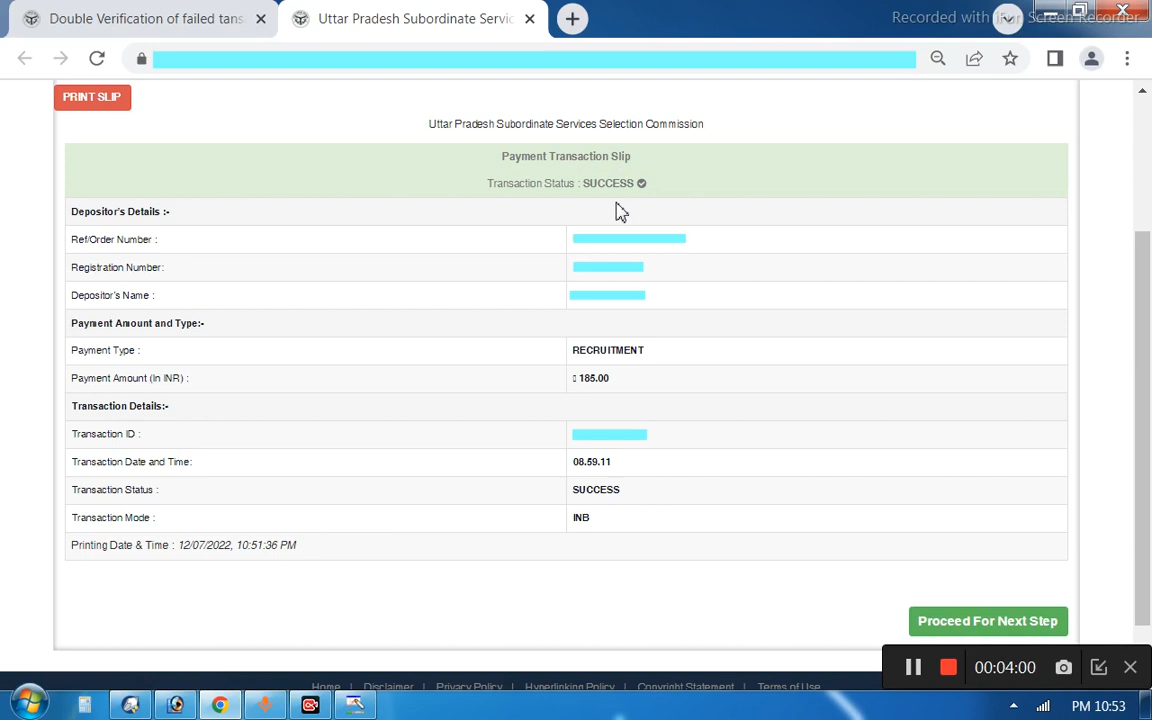 Double Verification of failed tans
Uttar Pradesh Subordinate Servic
Recorded with
Screen Recorder
PRINT SLIP
Uttar Pradesh Subordinate Services Selection Commission
Payment Transaction Slip
Transaction Status : SUCCESS
Depositor's Details :-
Ref/Order Number :
Registration Number:
Depositor's Name :
Payment Amount and Type:-
Payment Type : RECRUITMENT
Payment Amount (In INR) : 185.00
Transaction Details:-
Transaction ID :
Transaction Date and Time: 08.59.11
Transaction Status : SUCCESS
Transaction Mode : INB
Printing Date & Time : 12/07/2022, 10:51:36 PM
Proceed For Next Step
00:04:00
Home | Disclaimer | Privacy Policy | Hyperlinking Policy | Copyright Statement | Terms of Use
PM 10:53